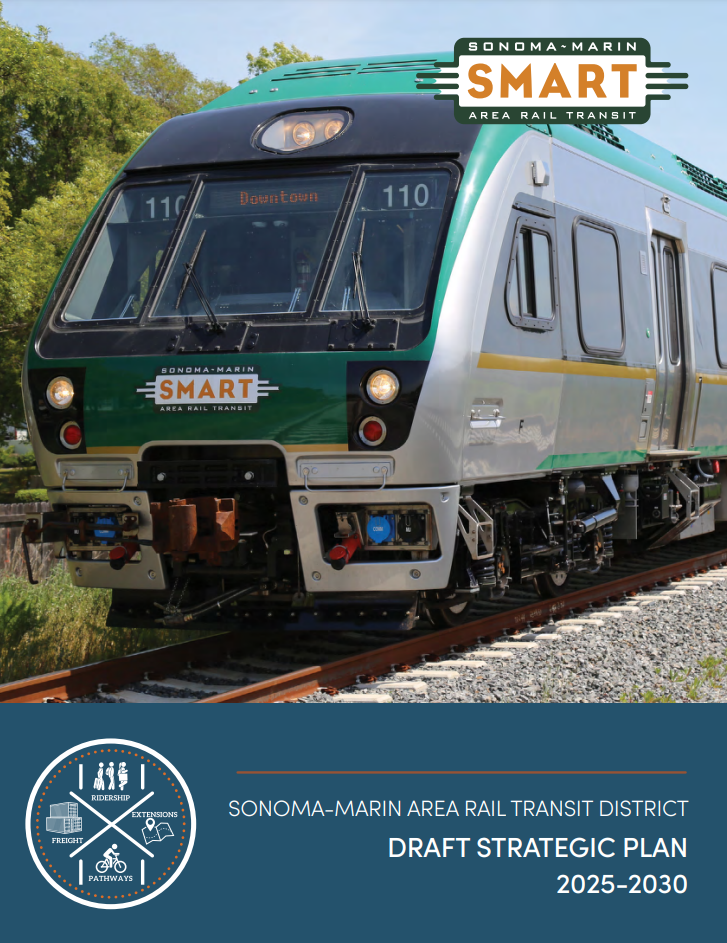 SONOMA~MARIN
SMART
AREA RAIL TRANSIT
110
Downtown
110
SONOMA-MARIN
SMART
AREA RAIL TRANSIT
RIDERSHIP
EXTENSIONS
FREIGHT
PATHWAYS
SONOMA-MARIN AREA RAIL TRANSIT DISTRICT
DRAFT STRATEGIC PLAN
2025-2030